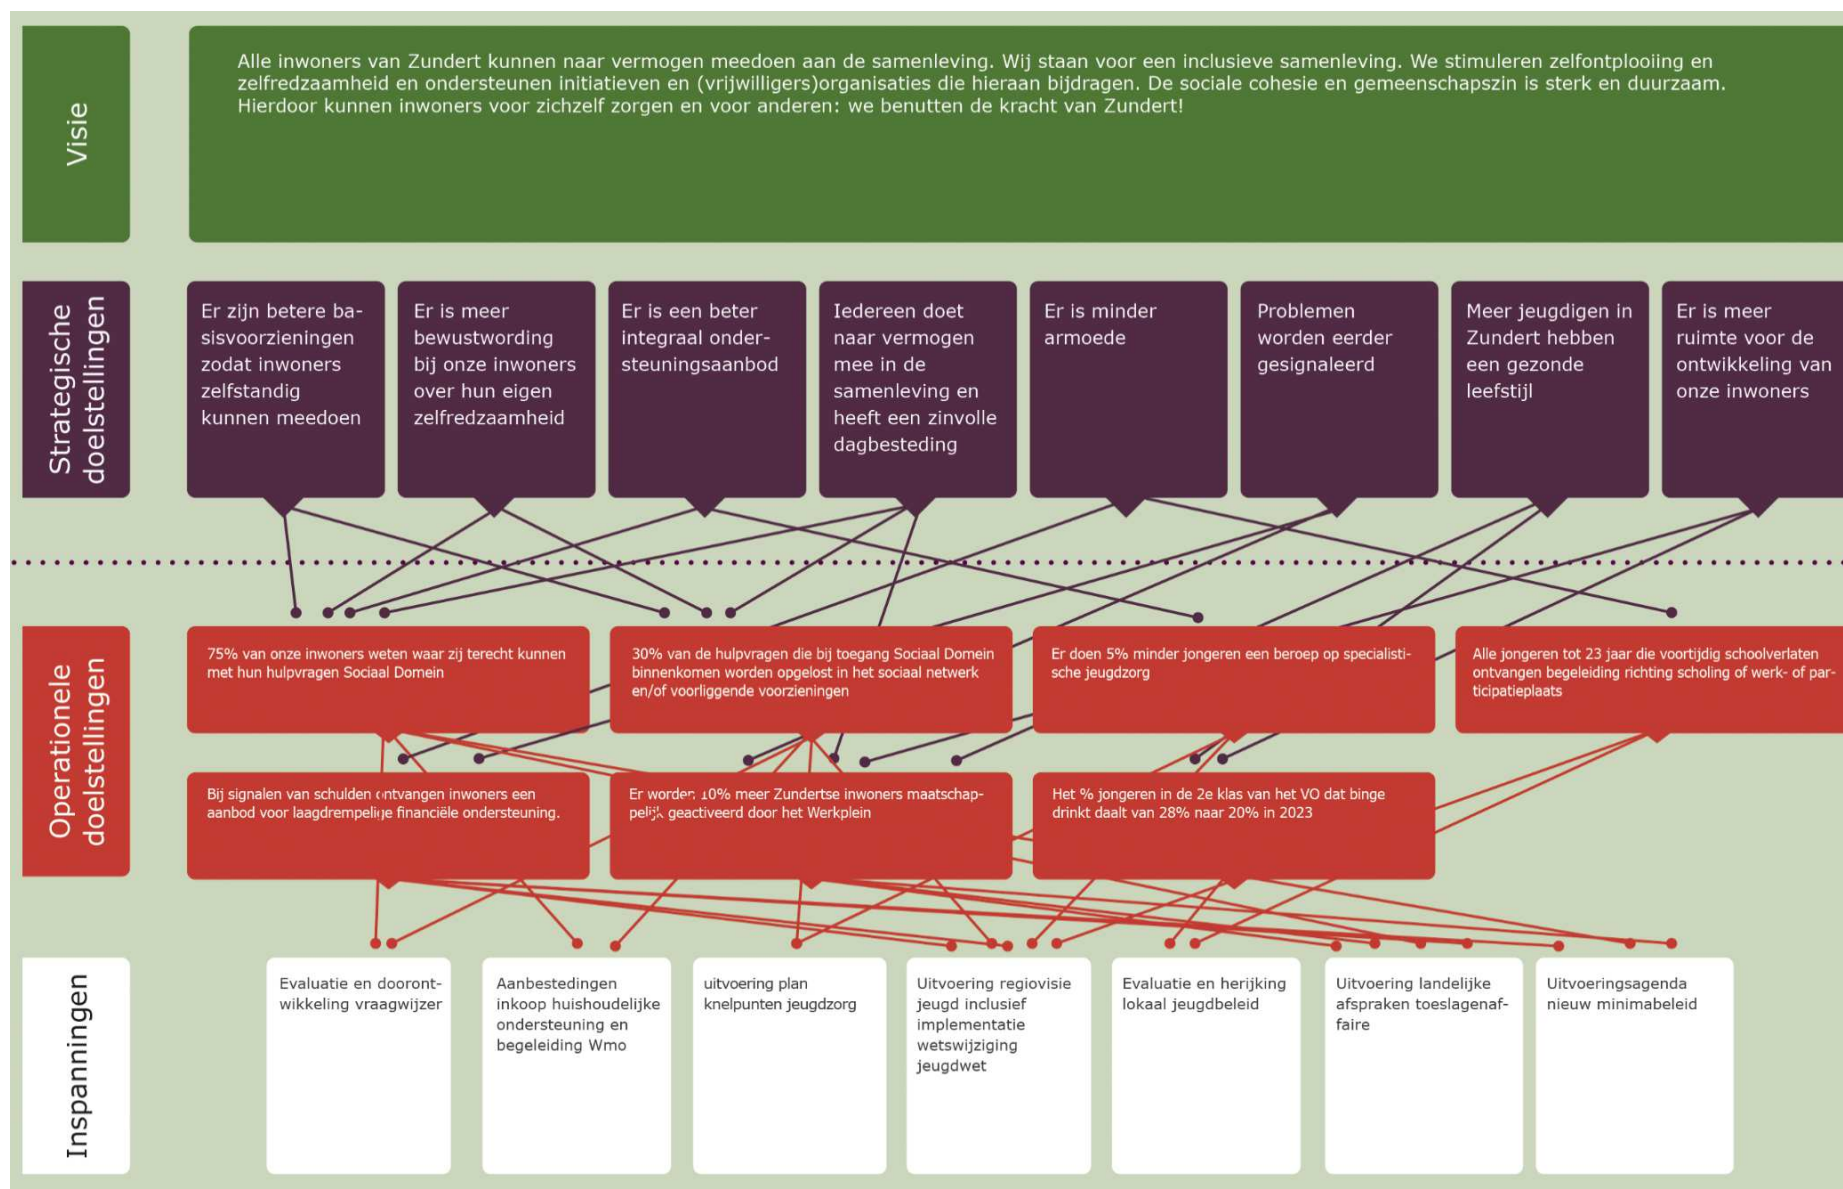 Visie
Alle inwoners van Zundert kunnen naar vermogen meedoen aan de samenleving. Wij staan voor een inclusieve samenleving. We stimuleren zelfontplooiing en
zelfredzaamheid en ondersteunen initiatieven en (vrijwilligers)organisaties die hieraan bijdragen. De sociale cohesie en gemeenschapszin is sterk en duurzaam.
Hierdoor kunnen inwoners voor zichzelf zorgen en voor anderen: we benutten de kracht van Zundert!
Strategische
doelstellingen
Er zijn betere ba-
sisvoorzieningen
zodat inwoners
zelfstandig
kunnen meedoen
Er is meer
bewustwording
bij onze inwoners
over hun eigen
zelfredzaamheid
Er is een beter
integraal onder-
steuningsaanbod
Iedereen doet
naar vermogen
mee in de
samenleving en
heeft een zinvolle
dagbesteding
Er is minder
armoede
Problemen
worden eerder
gesignaleerd
Meer jeugdigen in
Zundert hebben
een gezonde
leefstijl
Er is meer
ruimte voor de
ontwikkeling van
onze inwoners
Operationele
doelstellingen
75% van onze inwoners weten waar zij terecht kunnen
met hun hulpvragen Sociaal Domein
30% van de hulpvragen die bij toegang Sociaal Domein
binnenkomen worden opgelost in het sociaal netwerk
en/of voorliggende voorzieningen
Er doen 5% minder jongeren een beroep op specialisti-
sche jeugdzorg
Alle jongeren tot 23 jaar die voortijdig schoolverlaten
ontvangen begeleiding richting scholing of werk- of par-
ticipatieplaats
Bij signalen van schulden ontvangen inwoners een
aanbod voor laagdrempelige financiële ondersteuning.
Er worden 10% meer Zundertse inwoners maatschap-
pelijk geactiveerd door het Werkplein
Het % jongeren in de 2e klas van het VO dat binge
drinkt daalt van 28% naar 20% in 2023
Inspanningen
Evaluatie en dooront-
wikkeling vraagwijzer
Aanbestedingen
inkoop huishoudelijke
ondersteuning en
begeleiding Wmo
uitvoering plan
knelpunten jeugdzorg
Uitvoering regiovisie
jeugd inclusief
implementatie
wetswijziging
jeugdwet
Evaluatie en herijking
lokaal jeugdbeleid
Uitvoering landelijke
afspraken toeslagenaf-
faire
Uitvoeringsagenda
nieuw minimabeleid